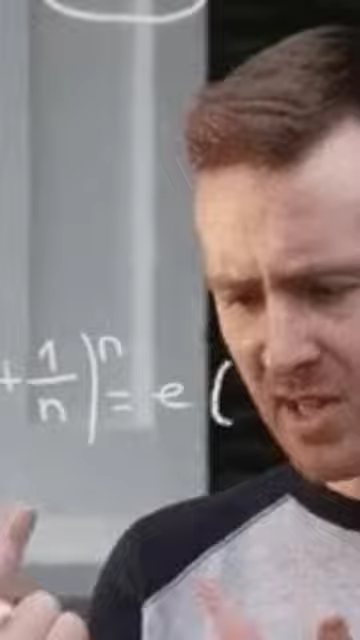 + 1/n)ⁿ = e (